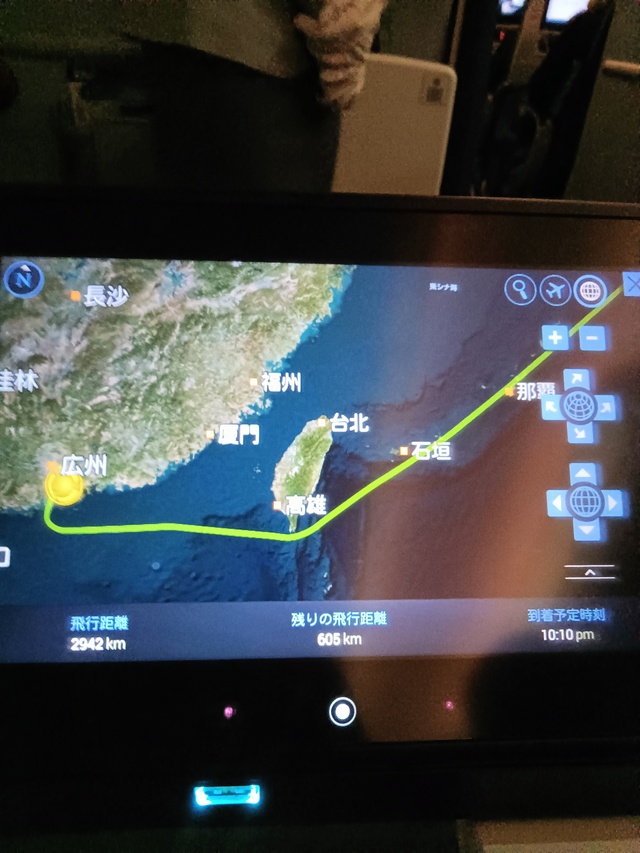 N
長沙
東シナ海
桂林
福州
那覇
厦門
台北
広州
石垣
高雄
飛行距離
2942 km
残りの飛行距離
605 km
到着予定時刻
10:10 pm